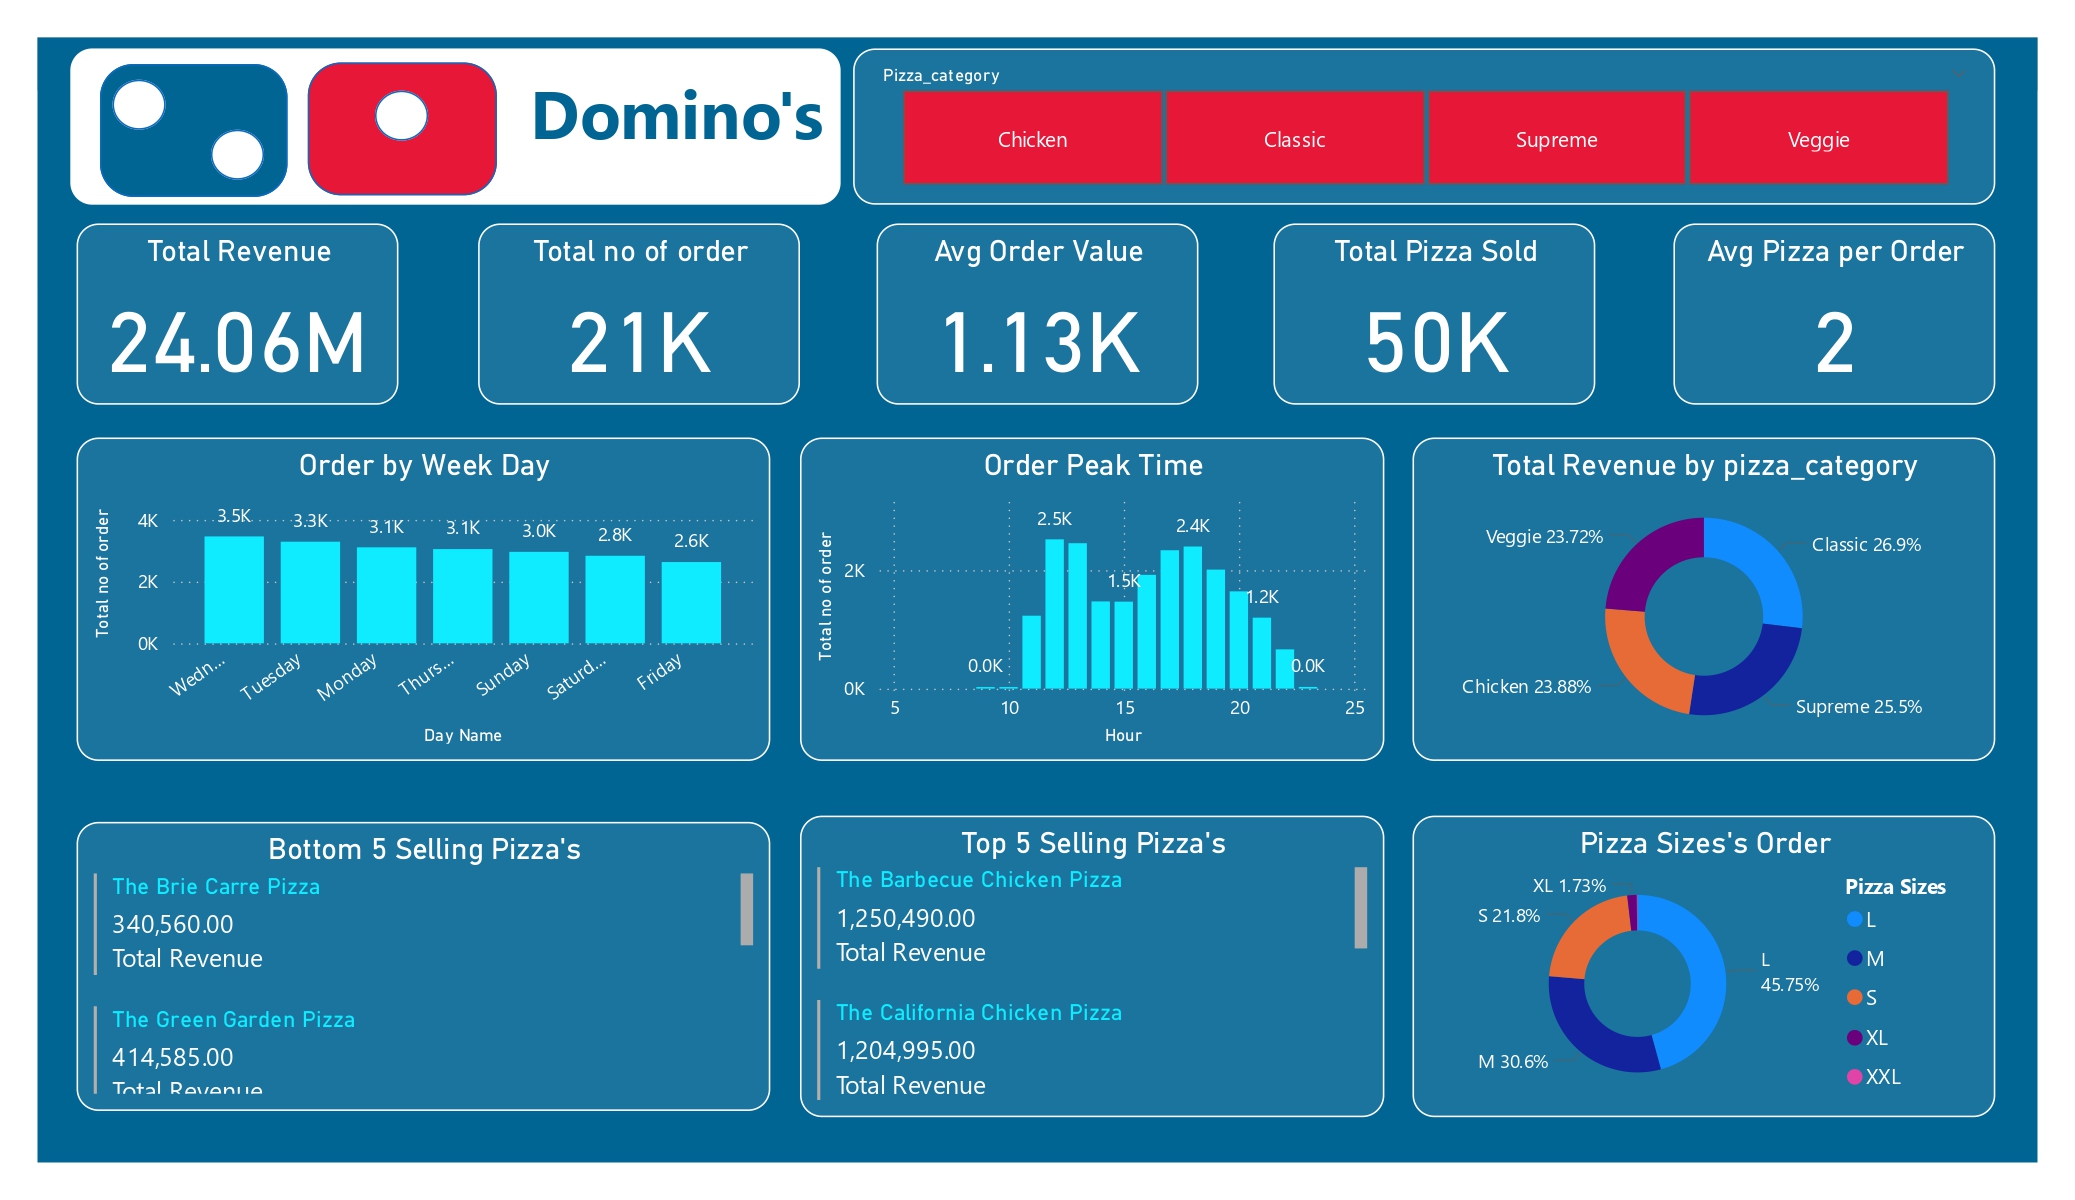 Domino's
Pizza_category
Chicken
Classic
Supreme
Veggie
Total Revenue
24.06M
Total no of order
21K
Avg Order Value
1.13K
Total Pizza Sold
50K
Avg Pizza per Order
2
Order by Week Day
Total no of order
4K
2K
0K
3.5K
3.3K
3.1K
3.1K
3.0K
2.8K
2.6K
Wedn...
Tuesday
Monday
Thurs...
Sunday
Saturd...
Friday
Day Name
Order Peak Time
Total no of order
2K
0K
0.0K
2.5K
1.5K
2.4K
1.2K
0.0K
5
10
15
20
25
Hour
Total Revenue by pizza_category
Veggie 23.72%
Classic 26.9%
Chicken 23.88%
Supreme 25.5%
Bottom 5 Selling Pizza's
The Brie Carre Pizza
340,560.00
Total Revenue
The Green Garden Pizza
414,585.00
Total Revenue
Top 5 Selling Pizza's
The Barbecue Chicken Pizza
1,250,490.00
Total Revenue
The California Chicken Pizza
1,204,995.00
Total Revenue
Pizza Sizes's Order
XL 1.73%
S 21.8%
L
45.75%
M 30.6%
Pizza Sizes
L
M
S
XL
XXL